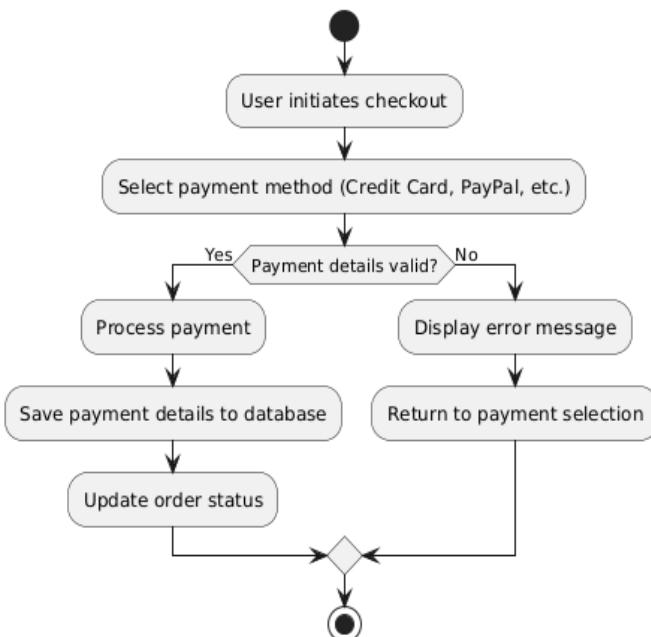 User initiates checkout
Select payment method (Credit Card, PayPal, etc.)
Payment details valid?
Yes
No
Process payment
Display error message
Save payment details to database
Return to payment selection
Update order status